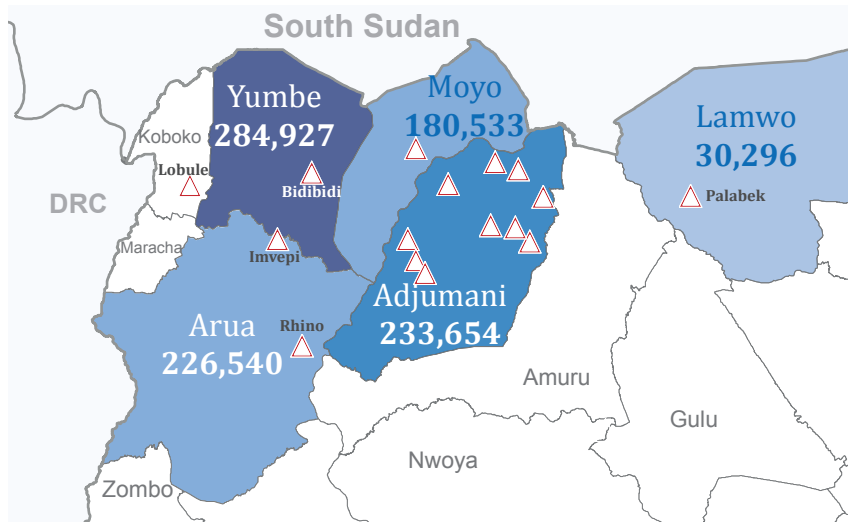 South Sudan
Yumbe
284,927
Moyo
180,533
Lamwo
30,296
Koboko
Lobule
Bidibidi
Palabek
DRC
Maracha
Imvepi
Adjumani
233,654
Arua
226,540
Rhino
Amuru
Gulu
Nwoya
Zombo